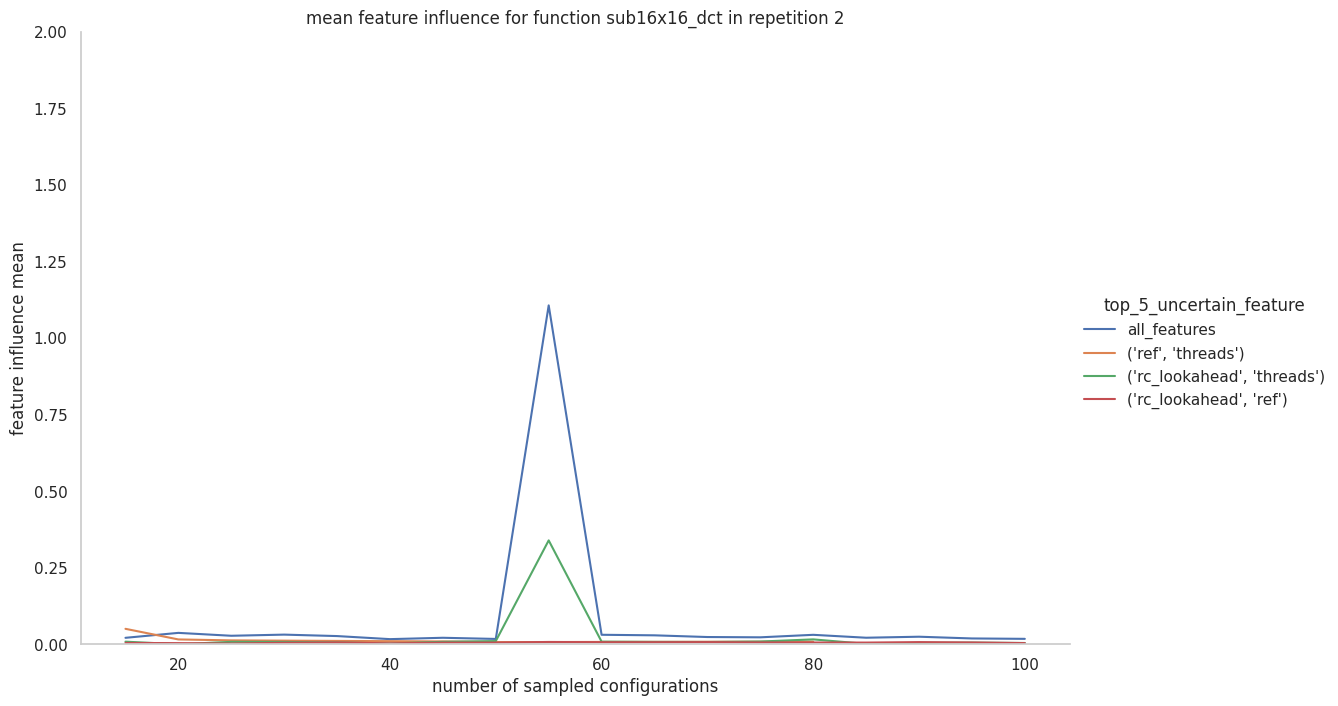 mean feature influence for function sub16x16_dct in repetition 2
2.00
1.75
1.50
1.25
1.00
0.75
0.50
0.25
0.00
feature influence mean
20
40
60
80
100
number of sampled configurations
top_5_uncertain_feature
all_features
('ref', 'threads')
('rc_lookahead', 'threads')
('rc_lookahead', 'ref')